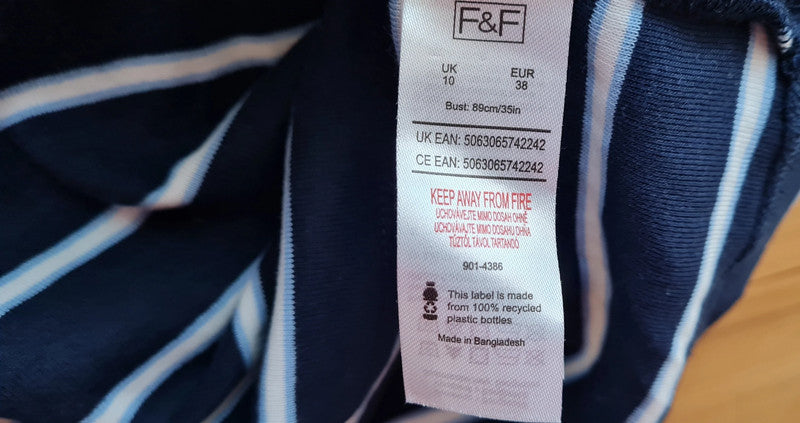 F&F
UK EUR
10 38
Bust: 89cm/35in
UK EAN: 5063065742242
CE EAN: 5063065742242
KEEP AWAY FROM FIRE
UCHOVÁVEJTE MIMO DOSAH OHNĚ
UCHOVÁVAJTE MIMO DOSAHU OHŇA
TŰZTŐL TÁVOL TARTANDÓ
901-4386
This label is made
from 100% recycled
plastic bottles
Made in Bangladesh